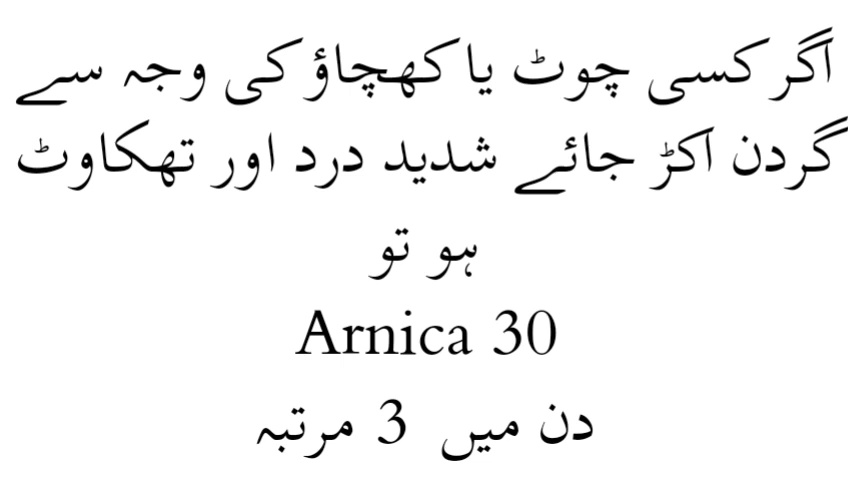 اگر کسی چوٹ یا کھچاؤ کی وجہ سے
گردن اکڑ جائے شدید درد اور تھکاوٹ
ہو تو
Arnica 30
دن میں 3 مرتبہ